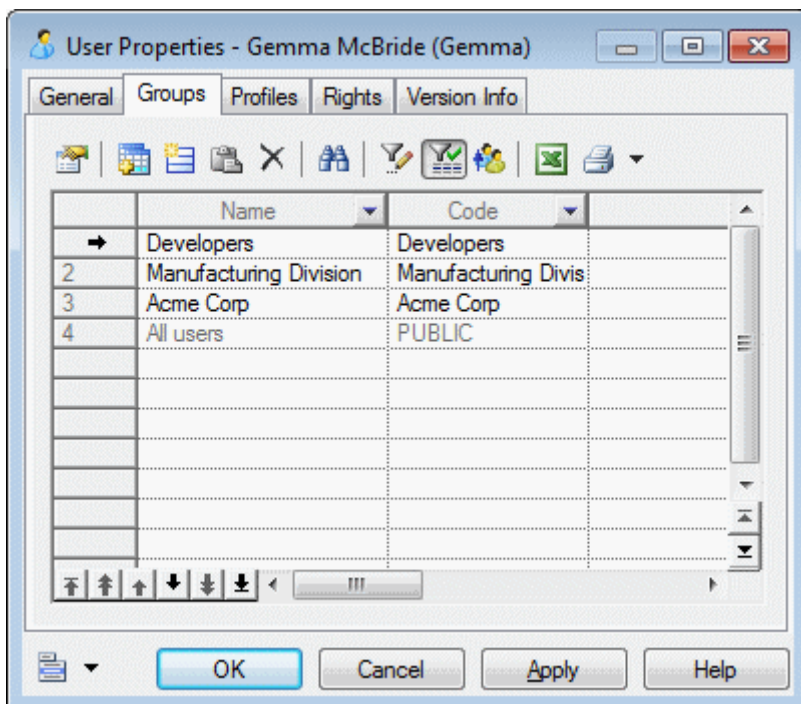 User Properties - Gemma McBride (Gemma)
General Groups Profiles Rights Version Info
Name Code
Developers Developers
2 Manufacturing Division Manufacturing Divis
3 Acme Corp Acme Corp
4 All users PUBLIC
OK Cancel Apply Help